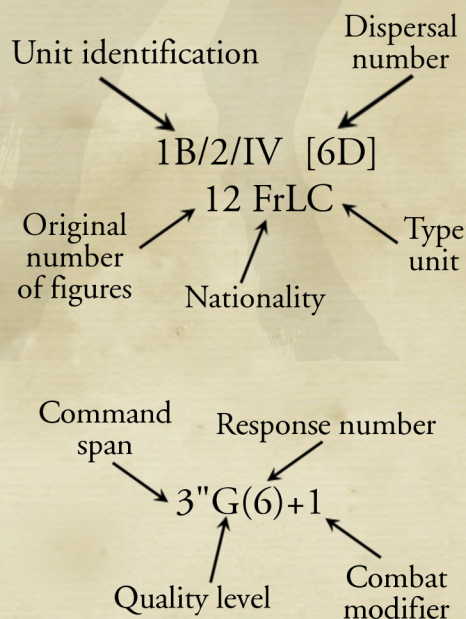 Dispersal
number
Unit identification
1B/2/IV [6D]
12 FrLC
Original
number
of figures
Type
unit
Nationality
Command
span
Response number
3"G(6)+1
Quality level
Combat
modifier